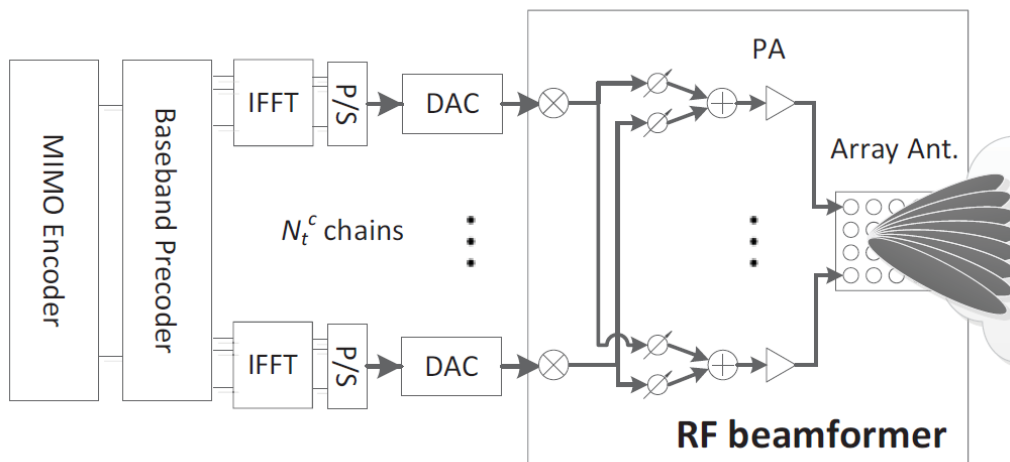 MIMO Encoder
Baseband Precoder
IFFT
P/S
DAC
PA
Array Ant.
N_t^c chains
IFFT
P/S
DAC
RF beamformer